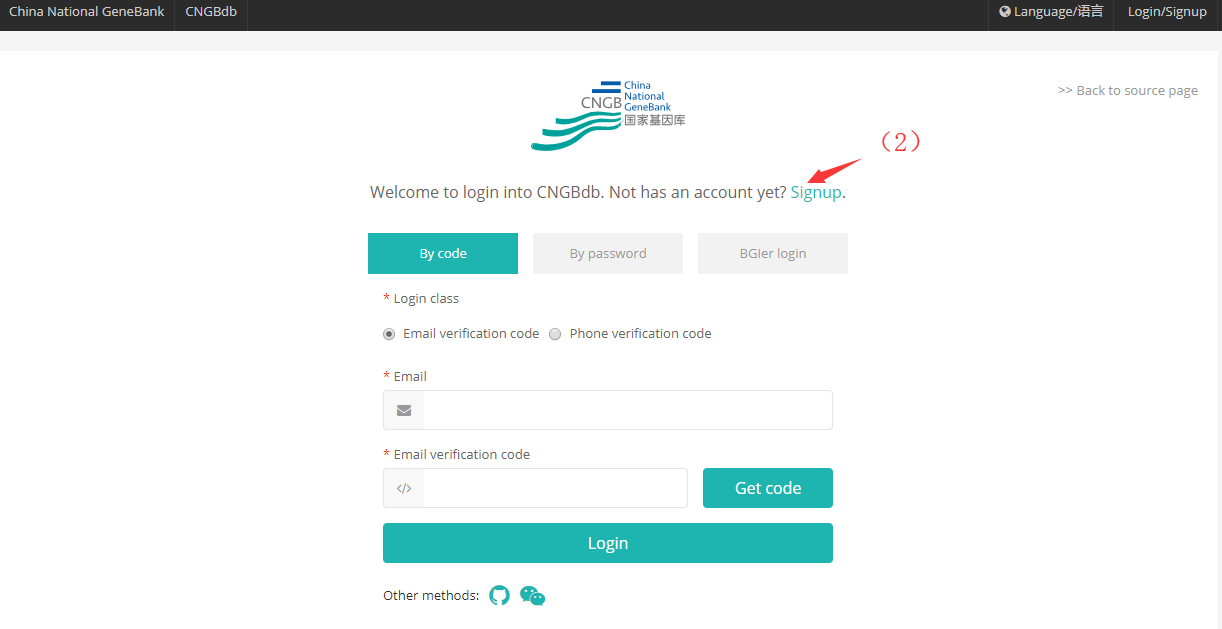 China National GeneBank CNGBdb Language/语言 Login/Signup
China
National
CNGB GeneBank
国家基因库
>> Back to source page
（2）
Welcome to login into CNGBdb. Not has an account yet? Signup.
By code By password BGIer login
* Login class
Email verification code Phone verification code
* Email
* Email verification code
</> Get code
Login
Other methods: